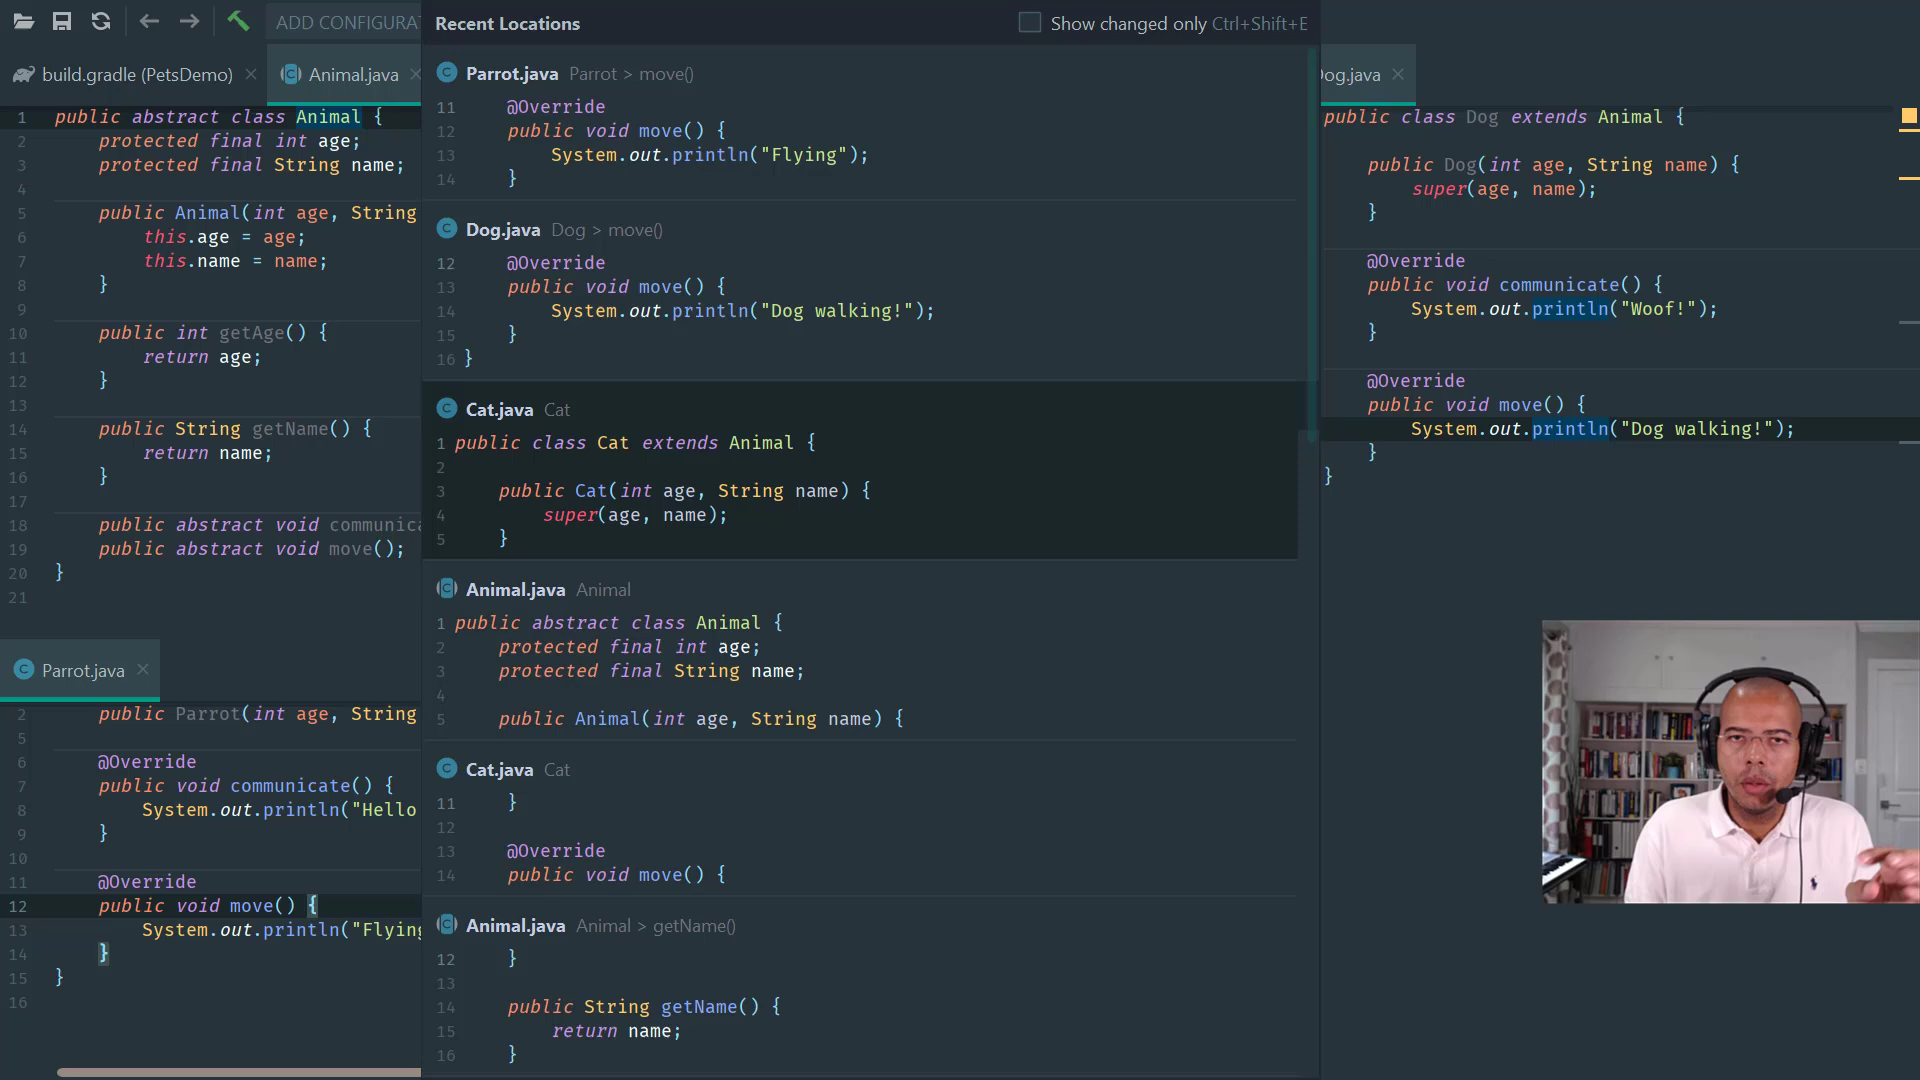 ADD CONFIGURAT
build.gradle (PetsDemo)
Animal.java
1 public abstract class Animal {
2 protected final int age;
3 protected final String name;
4
5 public Animal(int age, String
6 this.age = age;
7 this.name = name;
8 }
9
10 public int getAge() {
11 return age;
12 }
13
14 public String getName() {
15 return name;
16 }
17
18 public abstract void communica
19 public abstract void move();
20 }
21
Parrot.java
2 public Parrot(int age, String
5
6 @Override
7 public void communicate() {
8 System.out.println("Hello
9 }
10
11 @Override
12 public void move() {
13 System.out.println("Flying
14 }
15 }
16
Recent Locations
Show changed only Ctrl+Shift+E
Parrot.java Parrot > move()
11 @Override
12 public void move() {
13 System.out.println("Flying");
14 }
Dog.java Dog > move()
12 @Override
13 public void move() {
14 System.out.println("Dog walking!");
15 }
16 }
Cat.java Cat
1 public class Cat extends Animal {
2
3 public Cat(int age, String name) {
4 super(age, name);
5 }
Animal.java Animal
1 public abstract class Animal {
2 protected final int age;
3 protected final String name;
4
5 public Animal(int age, String name) {
Cat.java Cat
11 }
12
13 @Override
14 public void move() {
Animal.java Animal > getName()
12 }
13
14 public String getName() {
15 return name;
16 }
Dog.java
public class Dog extends Animal {
public Dog(int age, String name) {
super(age, name);
}
@Override
public void communicate() {
System.out.println("Woof!");
}
@Override
public void move() {
System.out.println("Dog walking!");
}
}